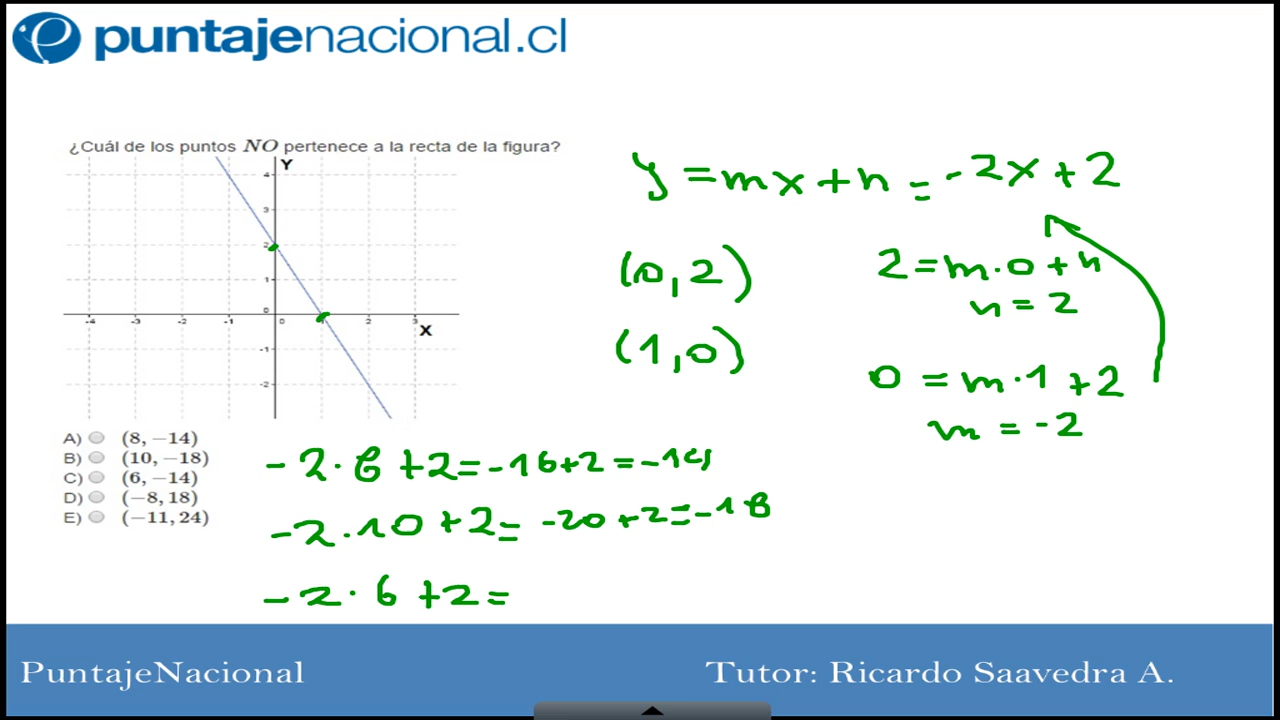 puntajenacional.cl
¿Cuál de los puntos NO pertenece a la recta de la figura?
Y
4
3
2
1
0
-4 -3 -2 -1 0 1 2 3
X
-1
-2
A) (8, −14)
B) (10, −18)
C) (6, −14)
D) (−8, 18)
E) (−11, 24)
y = mx + n = -2x + 2
(0,2)
(1,0)
2 = m·0 + n
n = 2
0 = m·1 + 2
m = -2
-2·8 + 2 = -16 + 2 = -14
-2·10 + 2 = -20 + 2 = -18
-2·6 + 2 =
PuntajeNacional
Tutor: Ricardo Saavedra A.